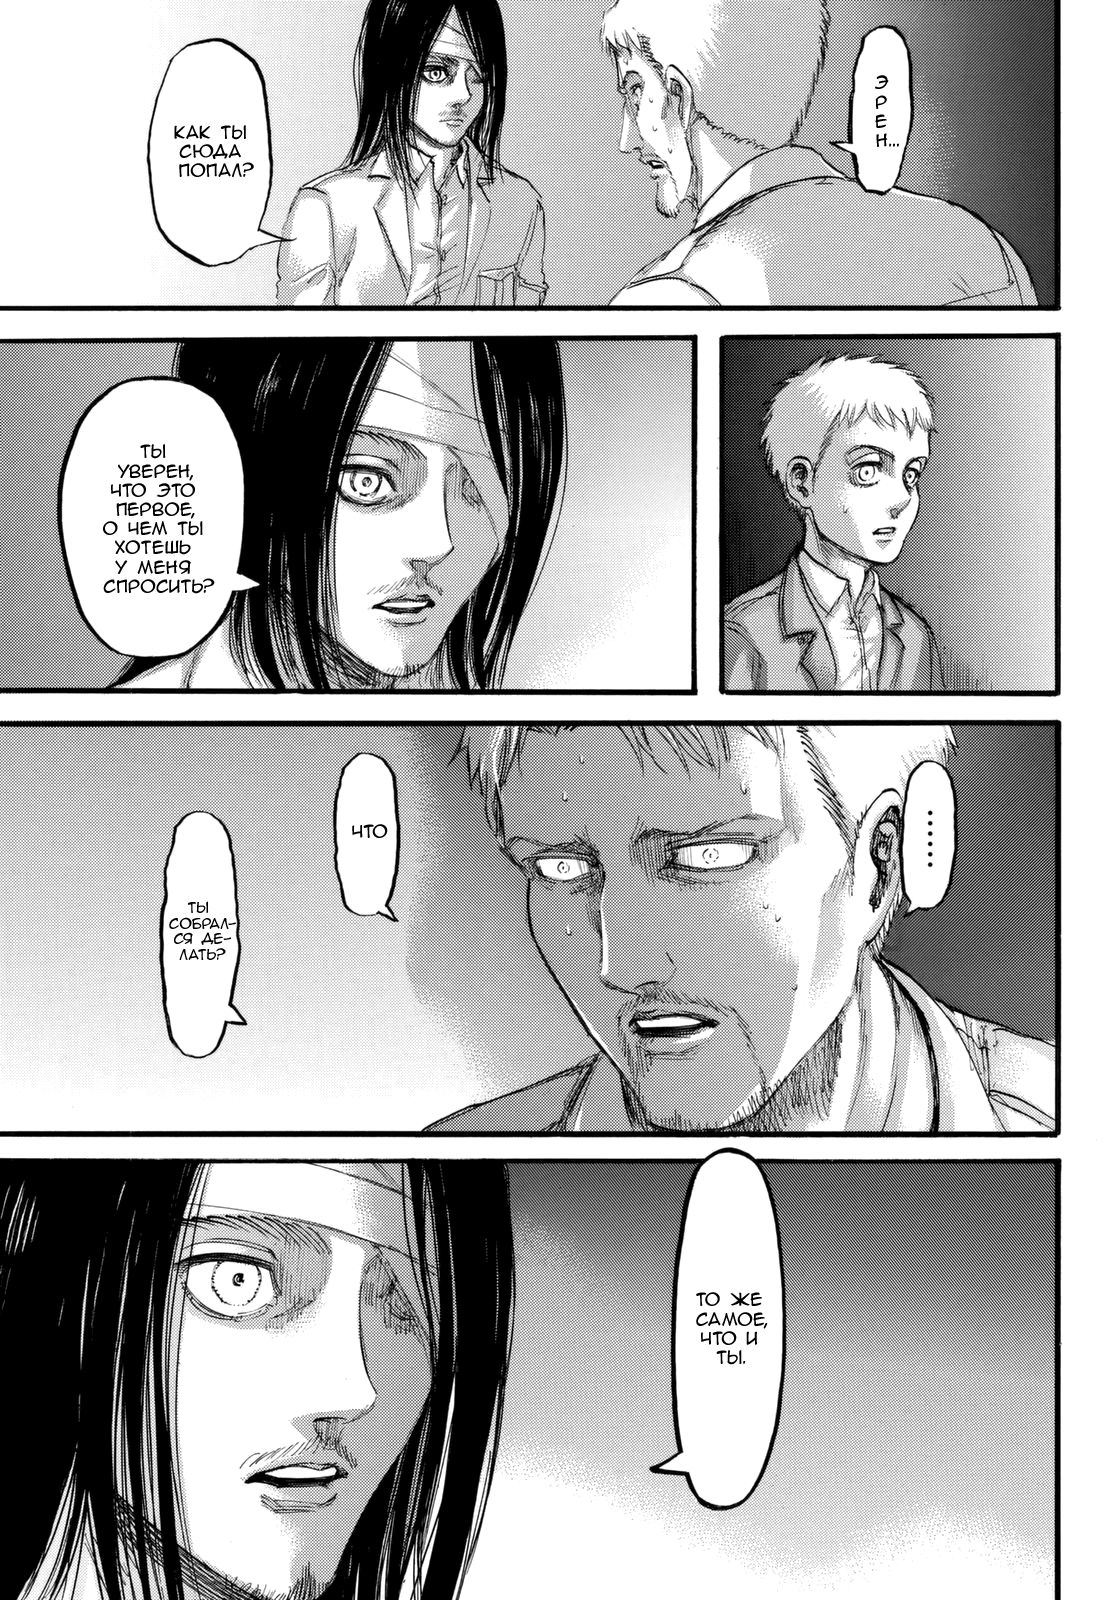 ЭРЕН...
КАК ТЫ
СЮДА
ПОПАЛ?
ТЫ
УВЕРЕН,
ЧТО ЭТО
ПЕРВОЕ,
О ЧЕМ ТЫ
ХОТЕШЬ
У МЕНЯ
СПРОСИТЬ?
......
ЧТО
ТЫ
СОБРАЛ-
СЯ ДЕ-
ЛАТЬ?
ТО ЖЕ
САМОЕ,
ЧТО И
ТЫ.